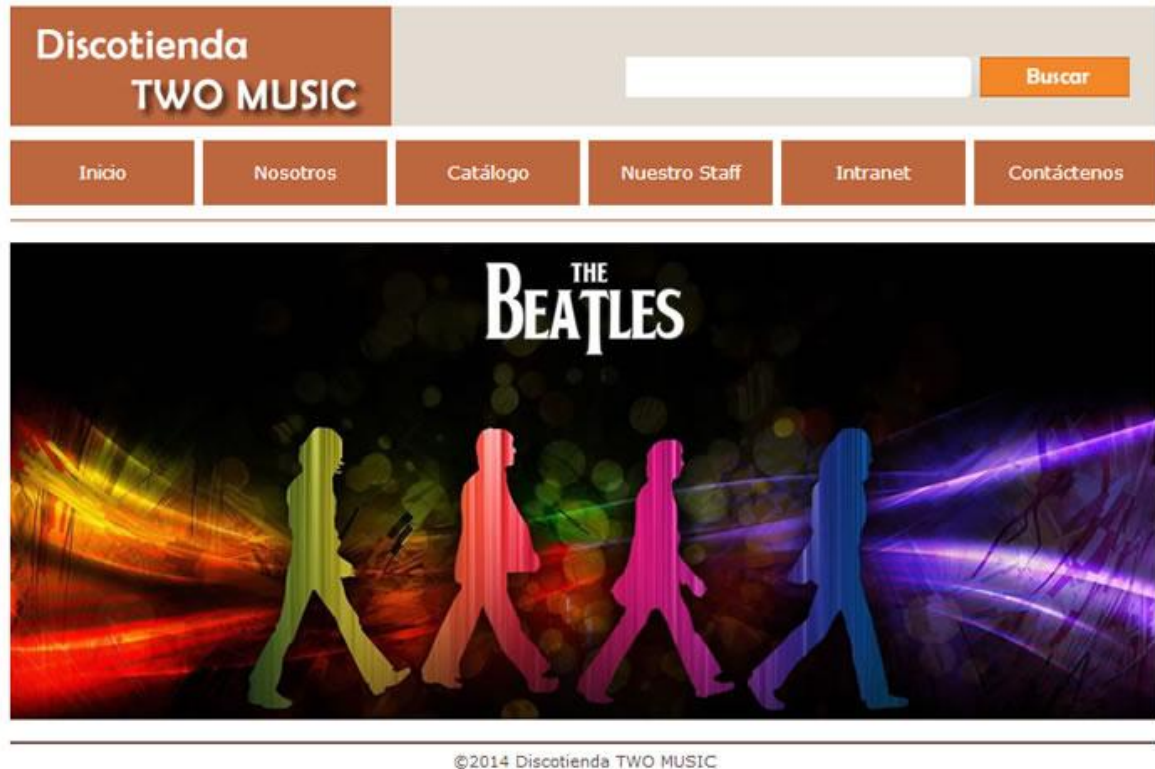 Discotienda
TWO MUSIC
Buscar
Inicio Nosotros Catálogo Nuestro Staff Intranet Contáctenos
THE
BEATLES
©2014 Discotienda TWO MUSIC